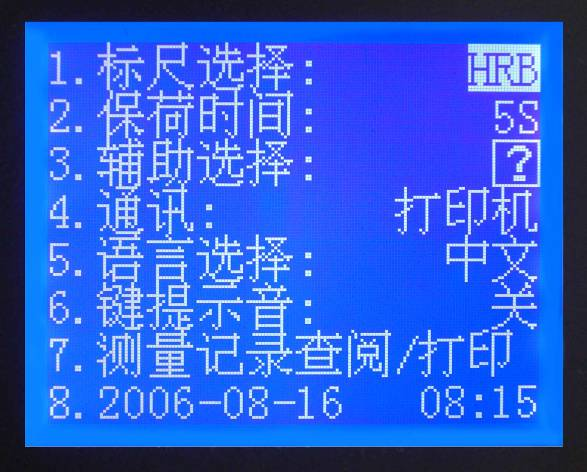 1.标尺选择: HRB
2.保荷时间: 5S
3.辅助选择: ?
4.通讯: 打印机
5.语言选择: 中文
6.键提示音: 关
7.测量记录查阅/打印
8.2006-08-16 08:15